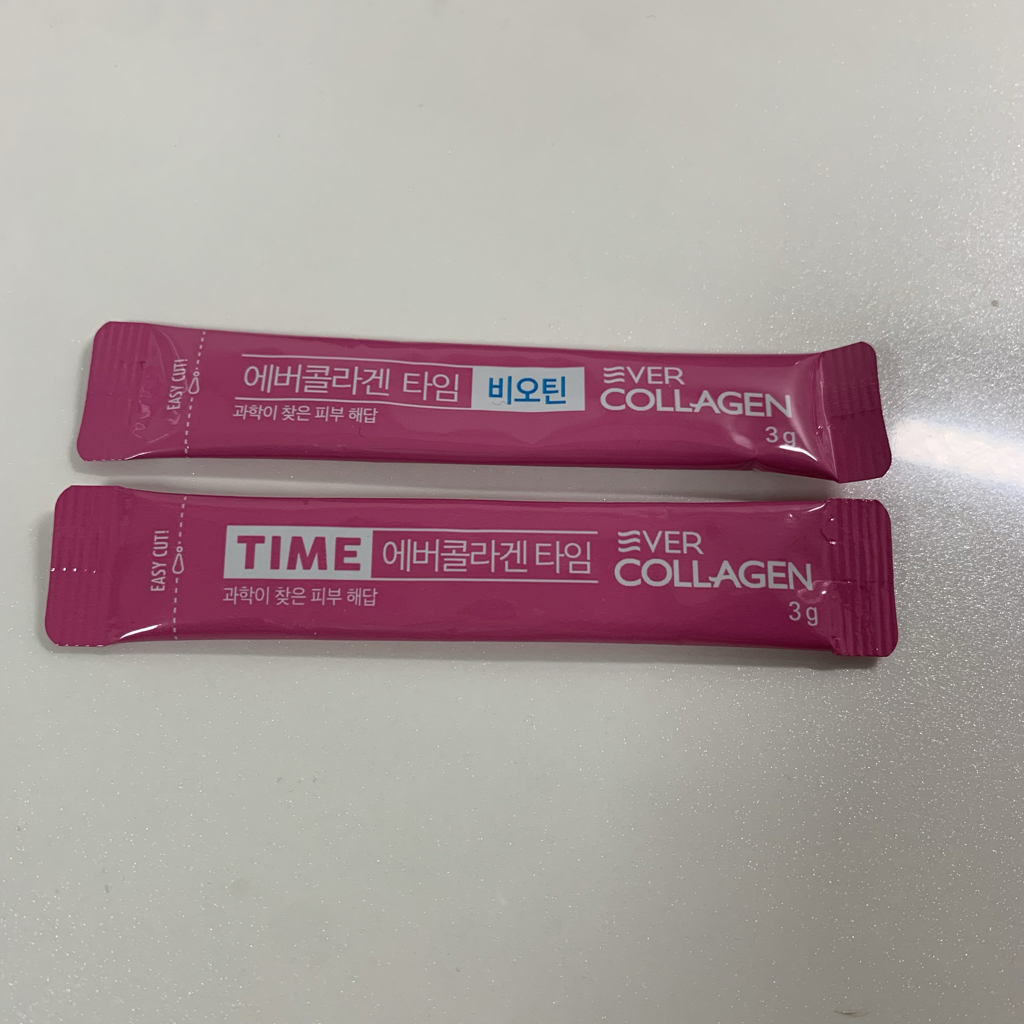 EASY CUT!
에버콜라겐 타임 비오틴
과학이 찾은 피부 해답
EVER
COLLAGEN
3g
EASY CUT!
TIME 에버콜라겐 타임
과학이 찾은 피부 해답
EVER
COLLAGEN
3g